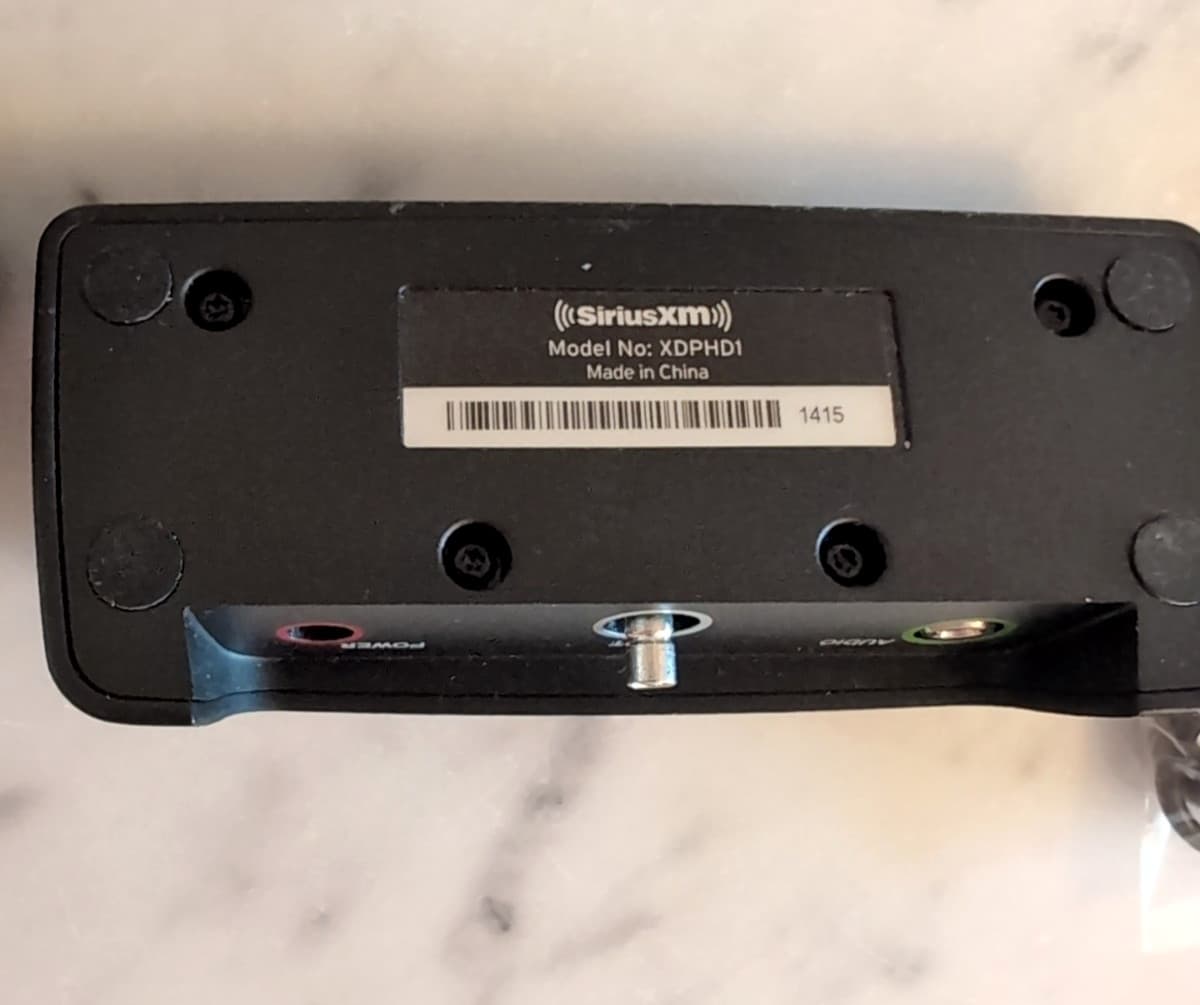 SiriusXM
Model No: XDPHD1
Made in China
1415
POWER
AUDIO